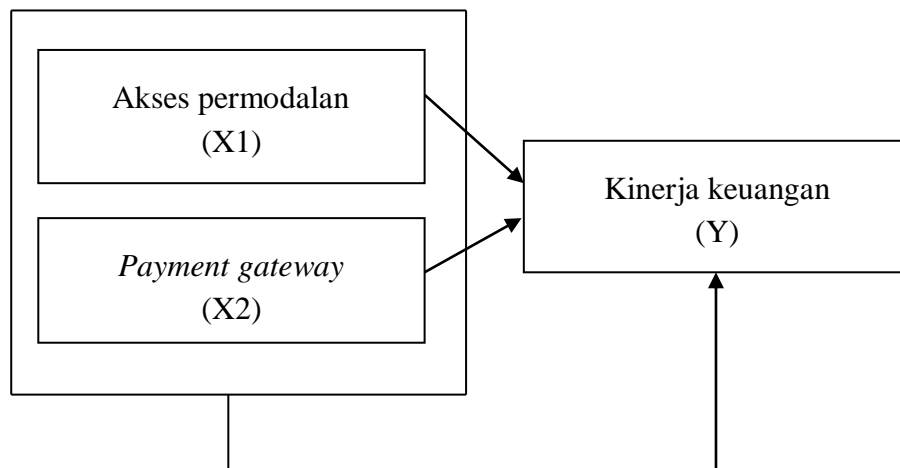 Akses permodalan
(X1)
Kinerja keuangan
(Y)
Payment gateway
(X2)